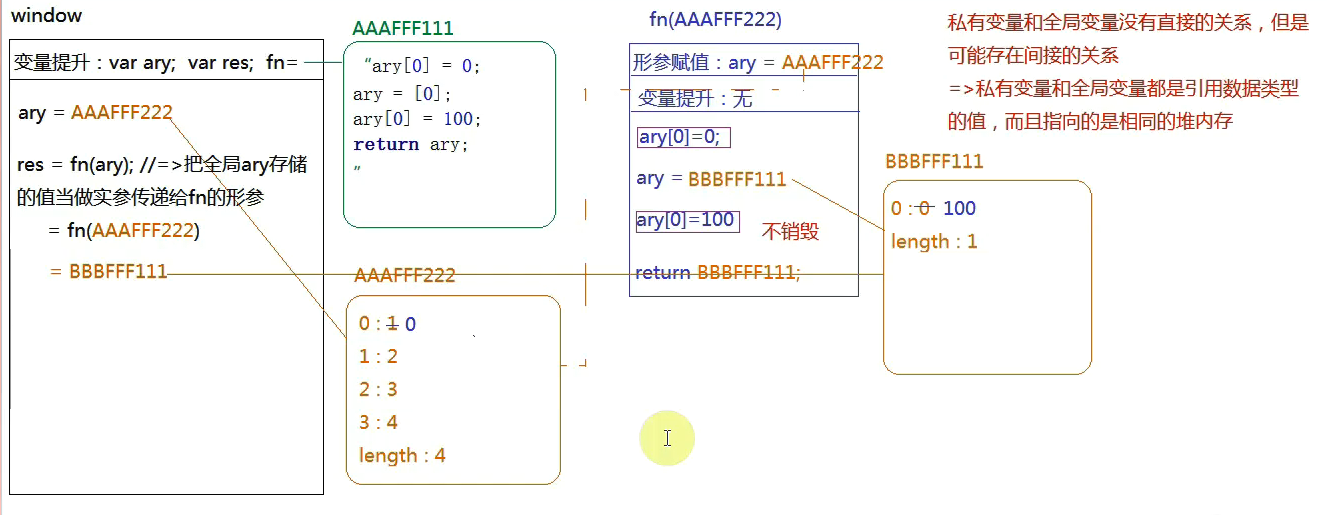 window
变量提升：var ary; var res; fn=
ary = AAAFFF222
res = fn(ary); //=>把全局ary存储
的值当做实参传递给fn的形参
= fn(AAAFFF222)
= BBBFFF111
AAAFFF111
“ary[0] = 0;
ary = [0];
ary[0] = 100;
return ary;
”
AAAFFF222
0 : 1 0
1 : 2
2 : 3
3 : 4
length : 4
fn(AAAFFF222)
形参赋值：ary = AAAFFF222
变量提升：无
ary[0]=0;
ary = BBBFFF111
ary[0]=100
不销毁
return BBBFFF111;
私有变量和全局变量没有直接的关系，但是
可能存在间接的关系
=>私有变量和全局变量都是引用数据类型
的值，而且指向的是相同的堆内存
BBBFFF111
0 : 0 100
length : 1